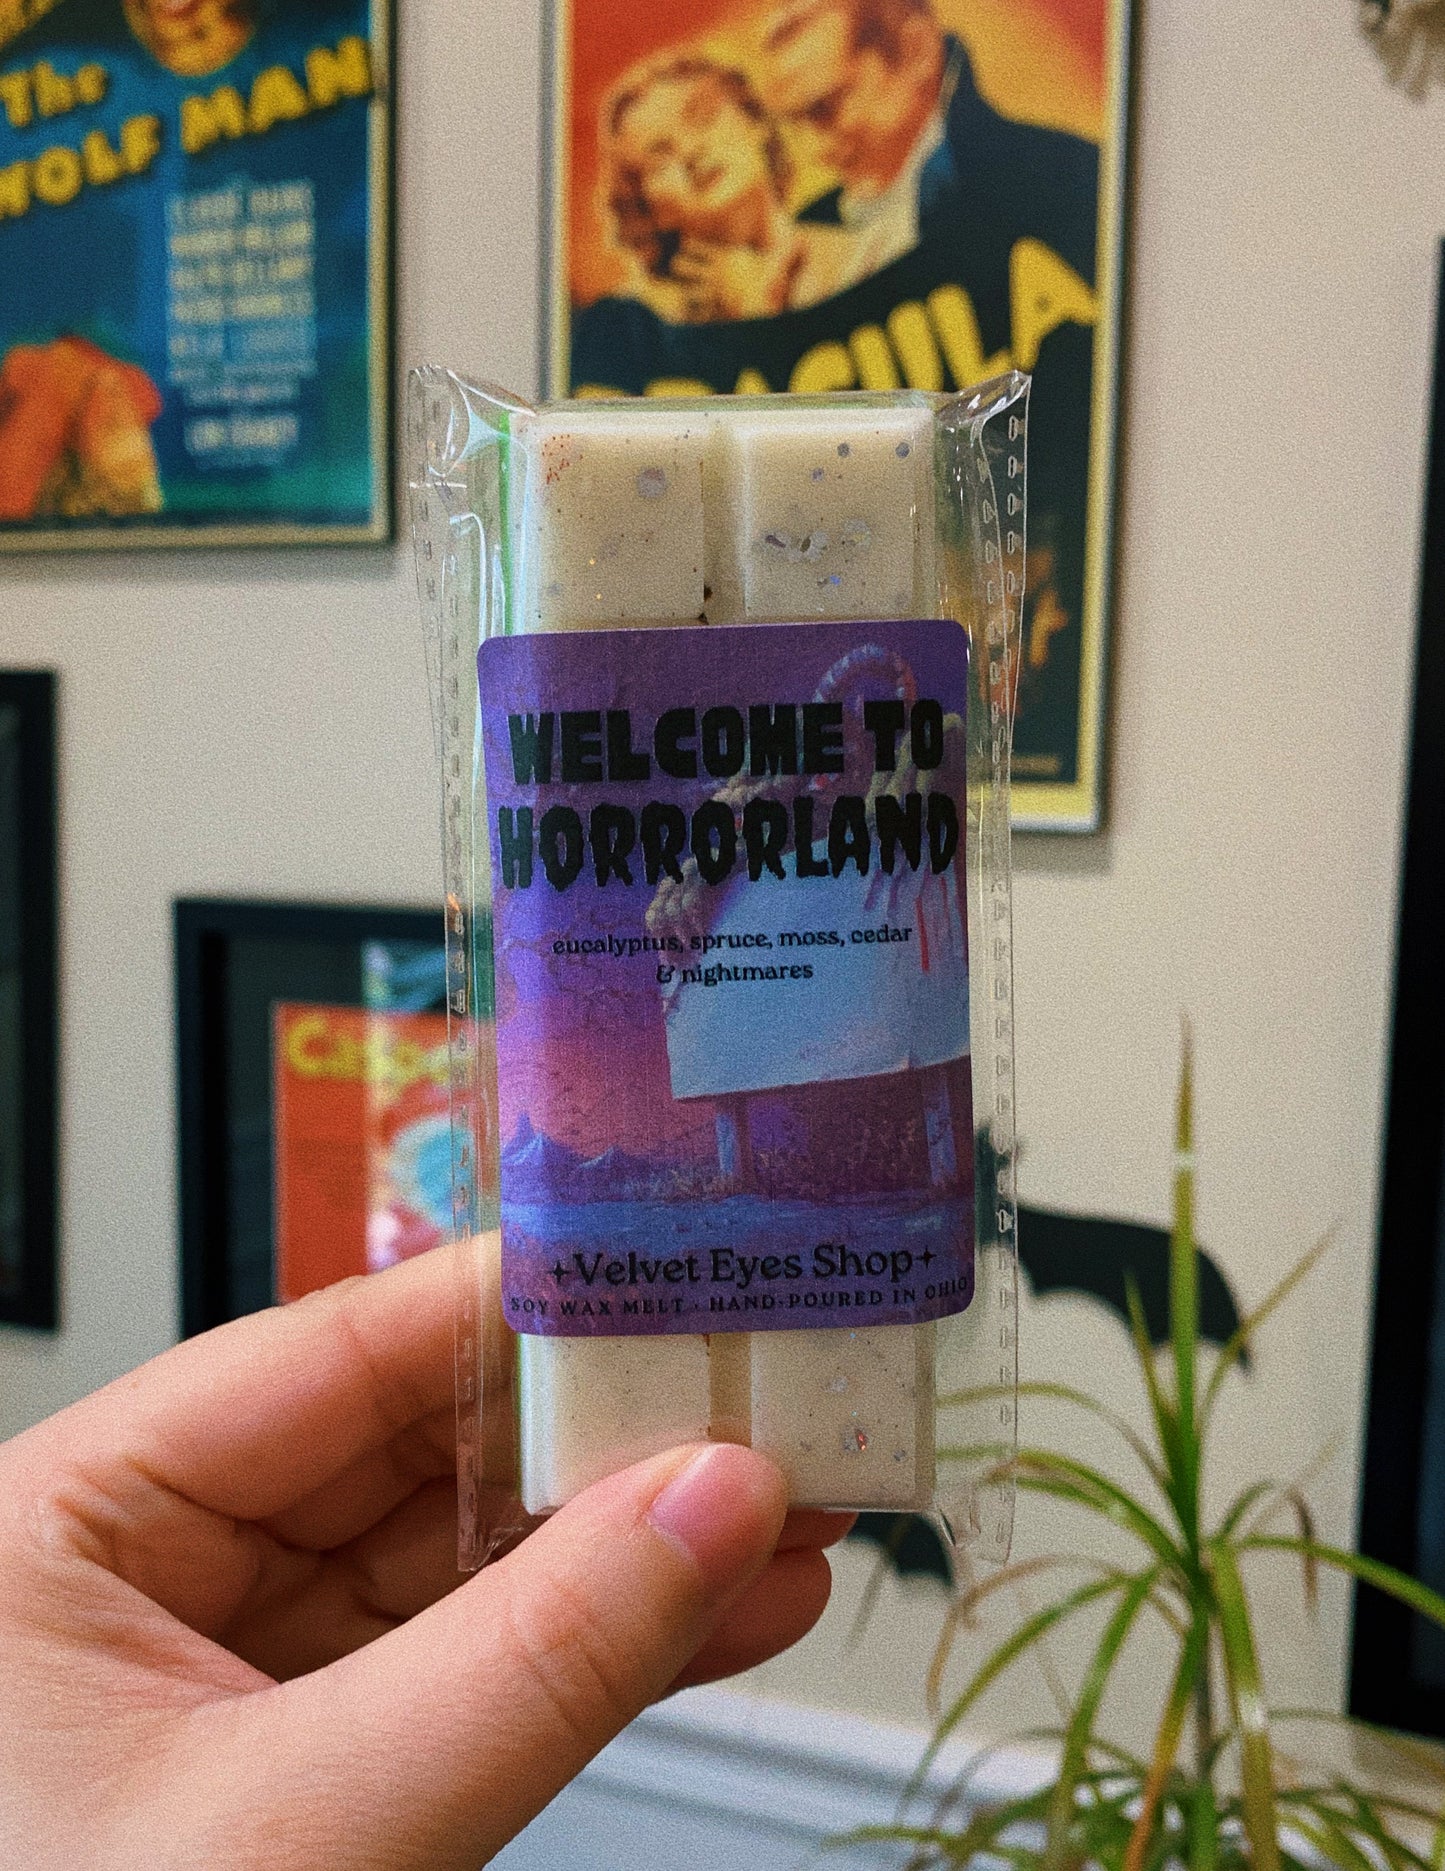 The
WOLF MAN
DRACULA
WELCOME TO
HORRORLAND
eucalyptus, spruce, moss, cedar
& nightmares
✦Velvet Eyes Shop✦
SOY WAX MELT · HAND-POURED IN OHIO